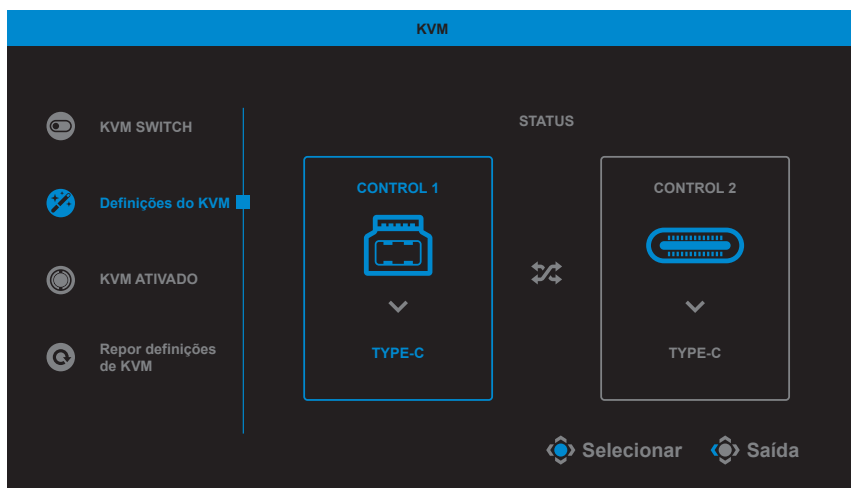 KVM
KVM SWITCH
Definições do KVM
KVM ATIVADO
Repor definições
de KVM
STATUS
CONTROL 1
TYPE-C
CONTROL 2
TYPE-C
Selecionar
Saída